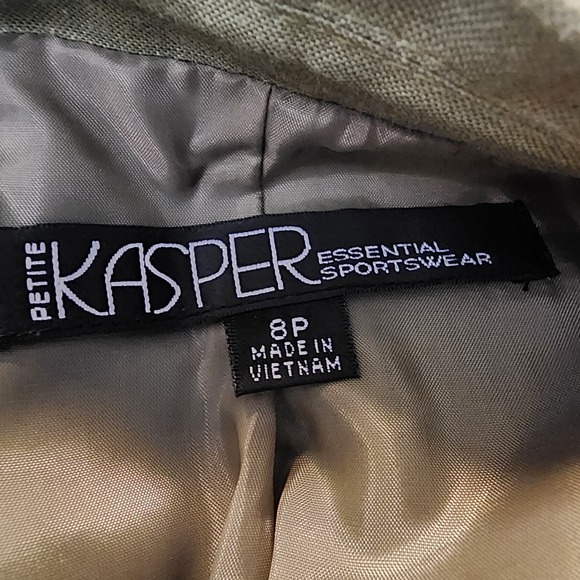 PETITE
KASPER
ESSENTIAL
SPORTSWEAR
8P
MADE IN
VIETNAM